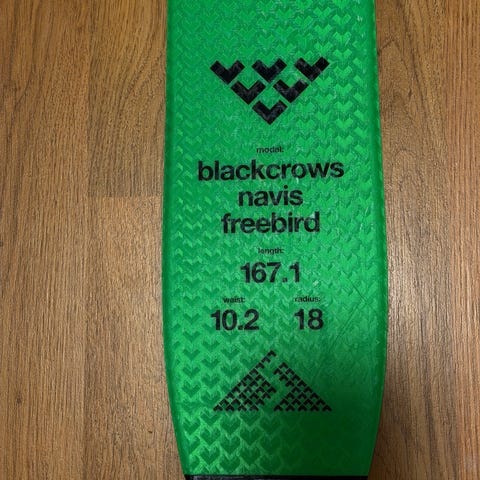 model:
blackcrows
navis
freebird
length:
167.1
waist: radius:
10.2 18